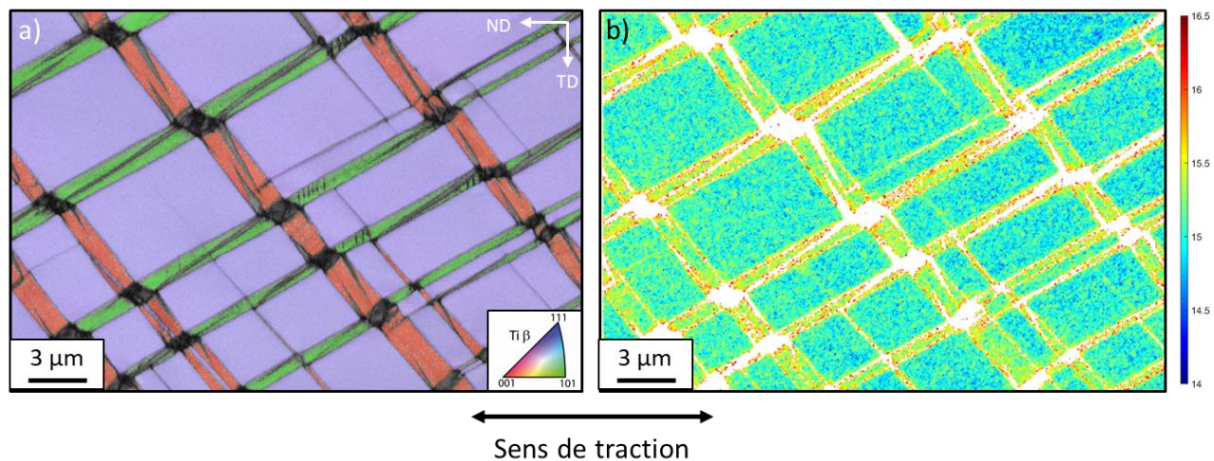 a)
ND
TD
3 µm
Ti β
111
001
101
b)
3 µm
16.5
16
15.5
15
14.5
14
Sens de traction